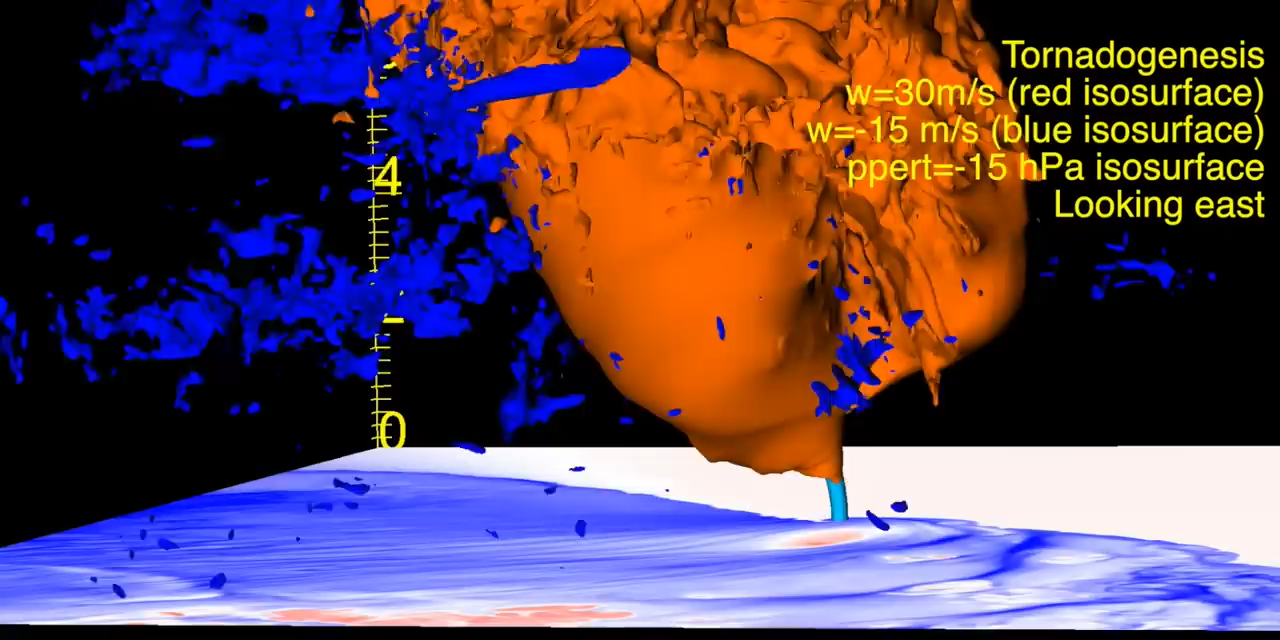 Tornadogenesis
w=30m/s (red isosurface)
w=-15 m/s (blue isosurface)
ppert=-15 hPa isosurface
Looking east
4
0